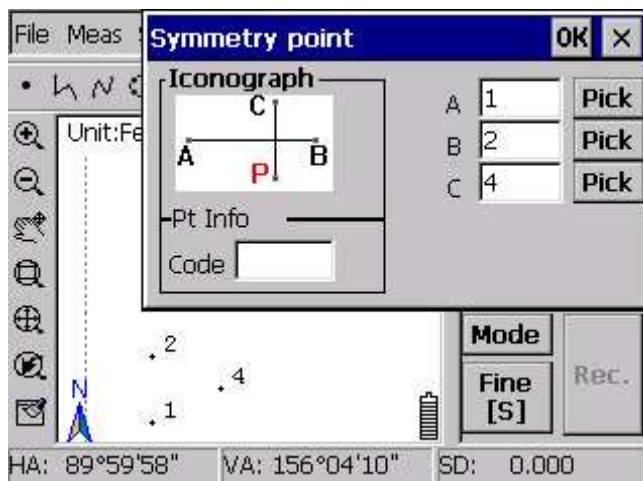 File Meas
Symmetry point OK ×
Iconograph
C
A B
P
A 1 Pick
B 2 Pick
C 4 Pick
Pt Info
Code
Unit:Fe
2
4
1
N
Mode
Fine
[S]
Rec.
HA: 89°59'58" VA: 156°04'10" SD: 0.000